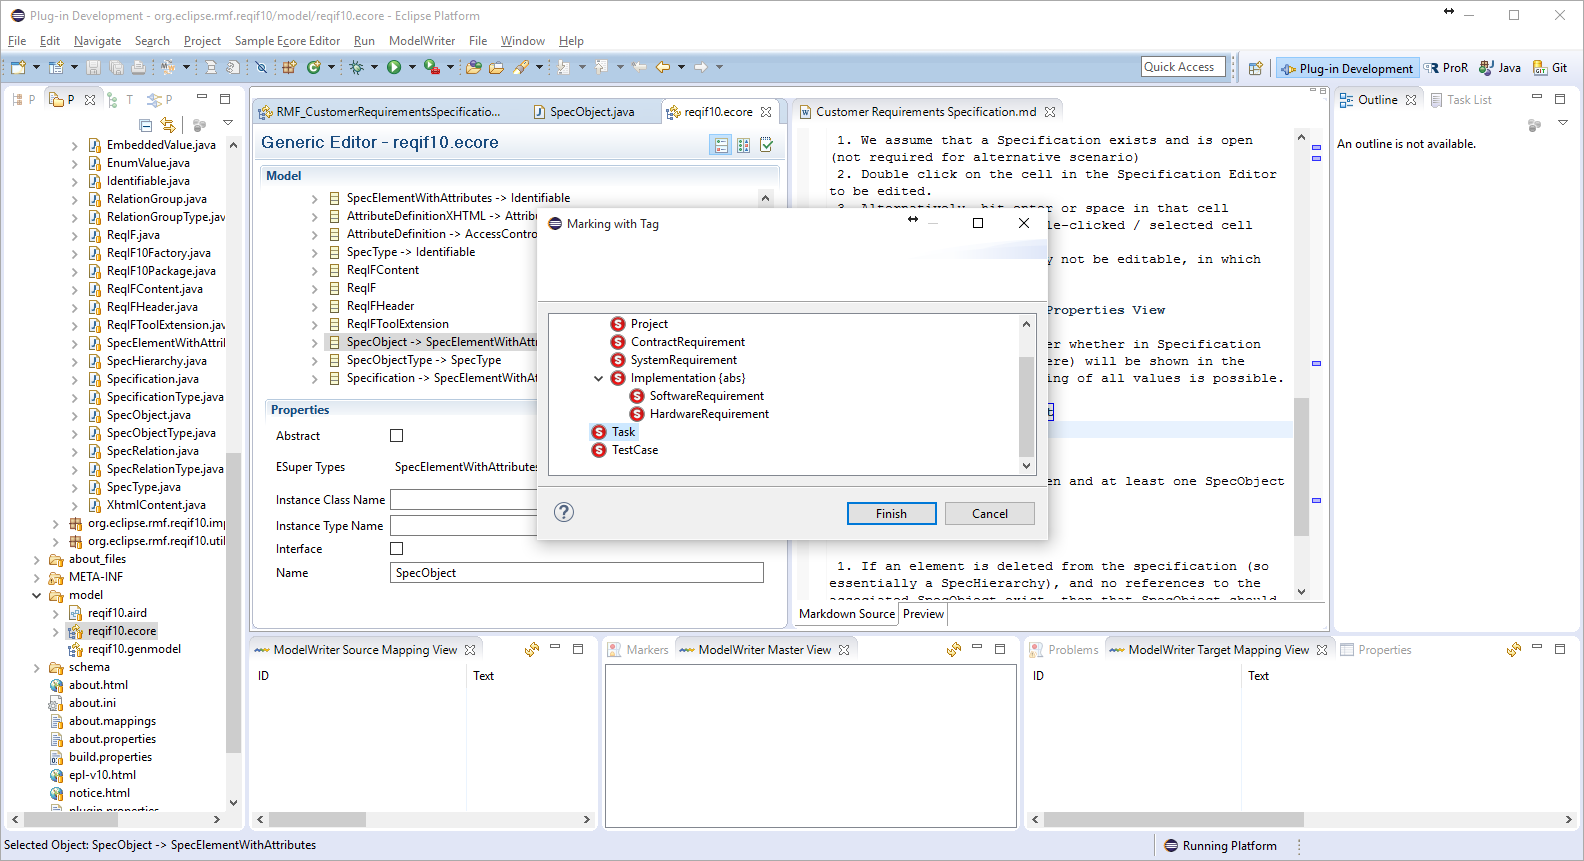 Plug-in Development - org.eclipse.rmf.reqif10/model/reqif10.ecore - Eclipse Platform
File Edit Navigate Search Project Sample Ecore Editor Run ModelWriter File Window Help
Quick Access
Plug-in Development
ProR
Java
Git
P
P
T
P
EmbeddedValue.java
EnumValue.java
Identifiable.java
RelationGroup.java
RelationGroupType.jav
ReqIF.java
ReqIF10Factory.java
ReqIF10Package.java
ReqIFContent.java
ReqIFHeader.java
ReqIFToolExtension.jav
SpecElementWithAttril
SpecHierarchy.java
Specification.java
SpecificationType.java
SpecObject.java
SpecObjectType.java
SpecRelation.java
SpecRelationType.java
SpecType.java
XhtmlContent.java
org.eclipse.rmf.reqif10.imp
org.eclipse.rmf.reqif10.util
about_files
META-INF
model
reqif10.aird
reqif10.ecore
reqif10.genmodel
schema
about.html
about.ini
about.mappings
about.properties
build.properties
epl-v10.html
notice.html
plugin.properties
RMF_CustomerRequirementsSpecificatio...
SpecObject.java
reqif10.ecore
Generic Editor - reqif10.ecore
Model
SpecElementWithAttributes -> Identifiable
AttributeDefinitionXHTML -> Attribu
AttributeDefinition -> AccessContro
SpecType -> Identifiable
ReqIFContent
ReqIF
ReqIFHeader
ReqIFToolExtension
SpecObject -> SpecElementWithAttr
SpecObjectType -> SpecType
Specification -> SpecElementWithAt
Properties
Abstract
ESuper Types SpecElementWithAttributes
Instance Class Name
Instance Type Name
Interface
Name SpecObject
Customer Requirements Specification.md
1. We assume that a Specification exists and is open
(not required for alternative scenario)
2. Double click on the cell in the Specification Editor
to be edited.
3. Alternatively, hit enter or space in that cell
le-clicked / selected cell
y not be editable, in which
Properties View
er whether in Specification
ere) will be shown in the
ing of all values is possible.
en and at least one SpecObject
1. If an element is deleted from the specification (so
essentially a SpecHierarchy), and no references to the
associated SpecObject exist, then that SpecObject should
Markdown Source
Preview
Marking with Tag
Project
ContractRequirement
SystemRequirement
Implementation {abs}
SoftwareRequirement
HardwareRequirement
Task
TestCase
Finish
Cancel
Outline
Task List
An outline is not available.
ModelWriter Source Mapping View
ID Text
Markers
ModelWriter Master View
Problems
ModelWriter Target Mapping View
Properties
ID Text
Selected Object: SpecObject -> SpecElementWithAttributes
Running Platform